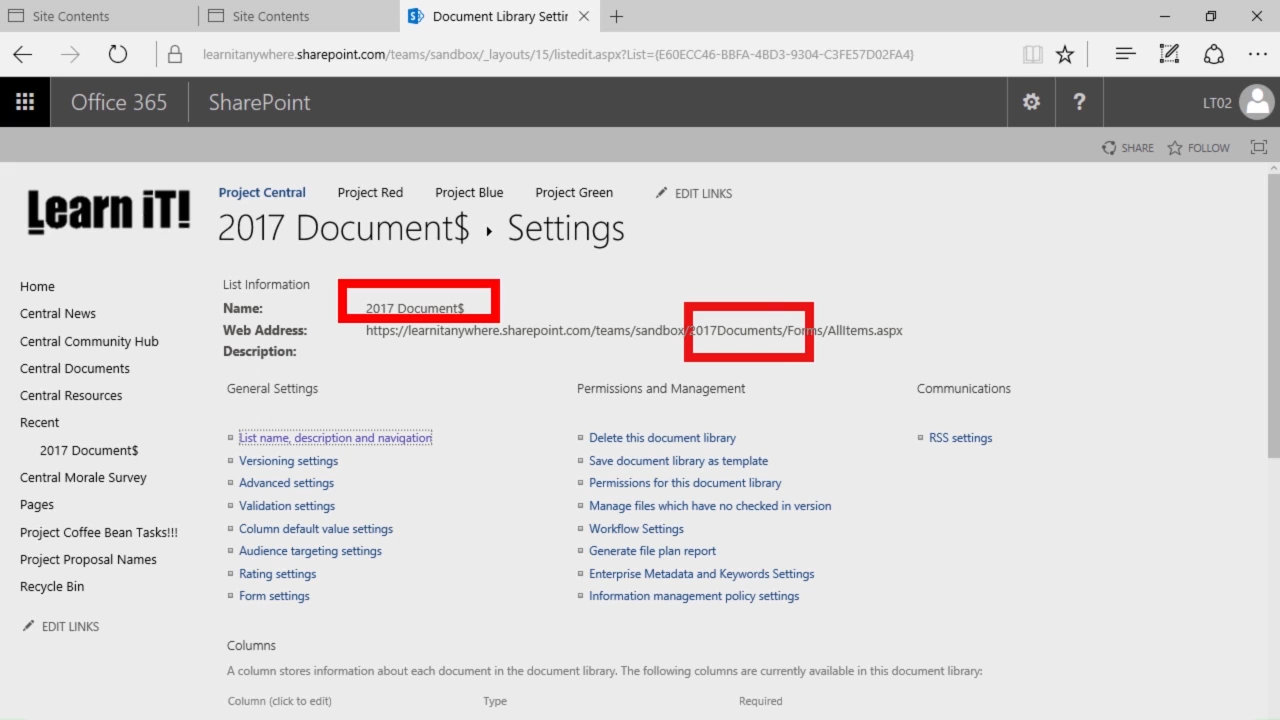 Site Contents
Site Contents
Document Library Settin
learnitanywhere.sharepoint.com/teams/sandbox/_layouts/15/listedit.aspx?List={E60ECC46-BBFA-4BD3-9304-C3FE57D02FA4}
Office 365
SharePoint
?
LT02
SHARE
FOLLOW
Learn iT!
Project Central
Project Red
Project Blue
Project Green
EDIT LINKS
2017 Document$ ▸ Settings
Home
Central News
Central Community Hub
Central Documents
Central Resources
Recent
2017 Document$
Central Morale Survey
Pages
Project Coffee Bean Tasks!!!
Project Proposal Names
Recycle Bin
EDIT LINKS
List Information
Name: 2017 Document$
Web Address: https://learnitanywhere.sharepoint.com/teams/sandbox/2017Documents/Forms/AllItems.aspx
Description:
General Settings
List name, description and navigation
Versioning settings
Advanced settings
Validation settings
Column default value settings
Audience targeting settings
Rating settings
Form settings
Permissions and Management
Delete this document library
Save document library as template
Permissions for this document library
Manage files which have no checked in version
Workflow Settings
Generate file plan report
Enterprise Metadata and Keywords Settings
Information management policy settings
Communications
RSS settings
Columns
A column stores information about each document in the document library. The following columns are currently available in this document library:
Column (click to edit) Type Required